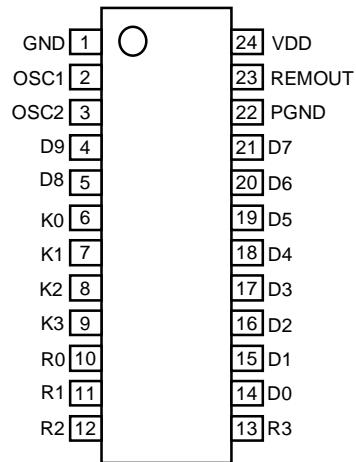 GND 1 24 VDD
OSC1 2 23 REMOUT
OSC2 3 22 PGND
D9 4 21 D7
D8 5 20 D6
K0 6 19 D5
K1 7 18 D4
K2 8 17 D3
K3 9 16 D2
R0 10 15 D1
R1 11 14 D0
R2 12 13 R3